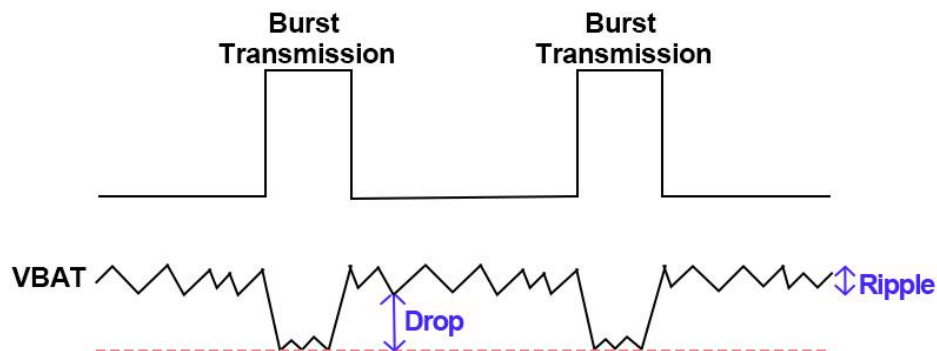 Burst
Transmission
Burst
Transmission
VBAT
Ripple
Drop